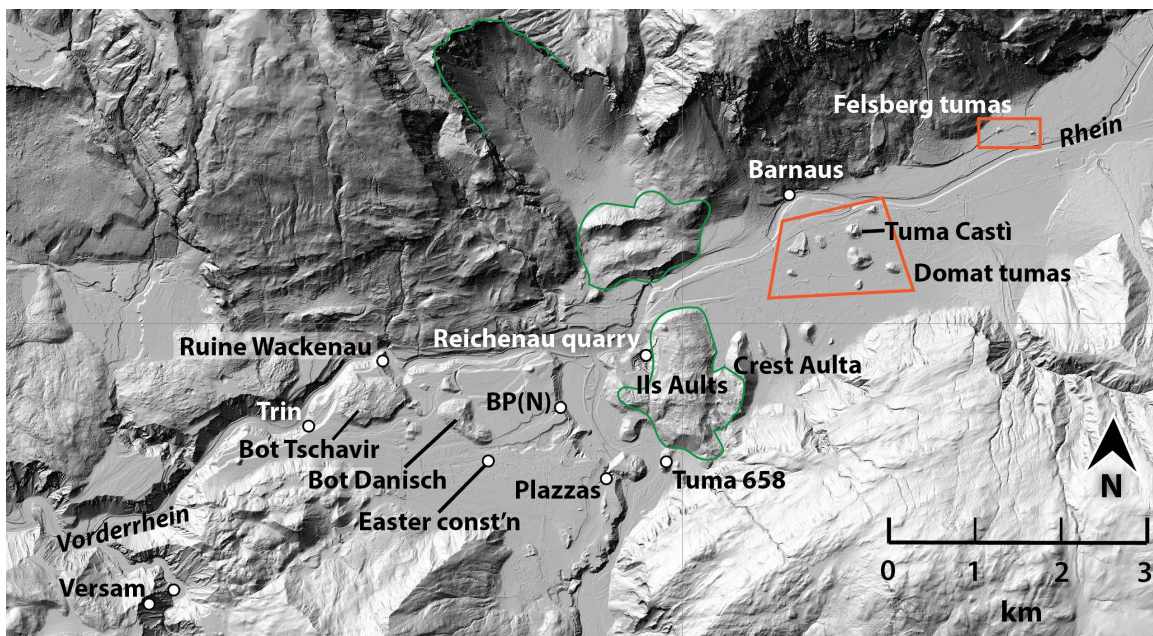 Felsberg tumas
Rhein
Barnaus
Tuma Castì
Domat tumas
Ruine Wackenau
Reichenau quarry
Ils Aults
Crest Aulta
BP(N)
Trin
Bot Tschavir
Bot Danisch
Plazzas
Tuma 658
Easter const'n
Vorderrhein
Versam
N
0 1 2 3
km